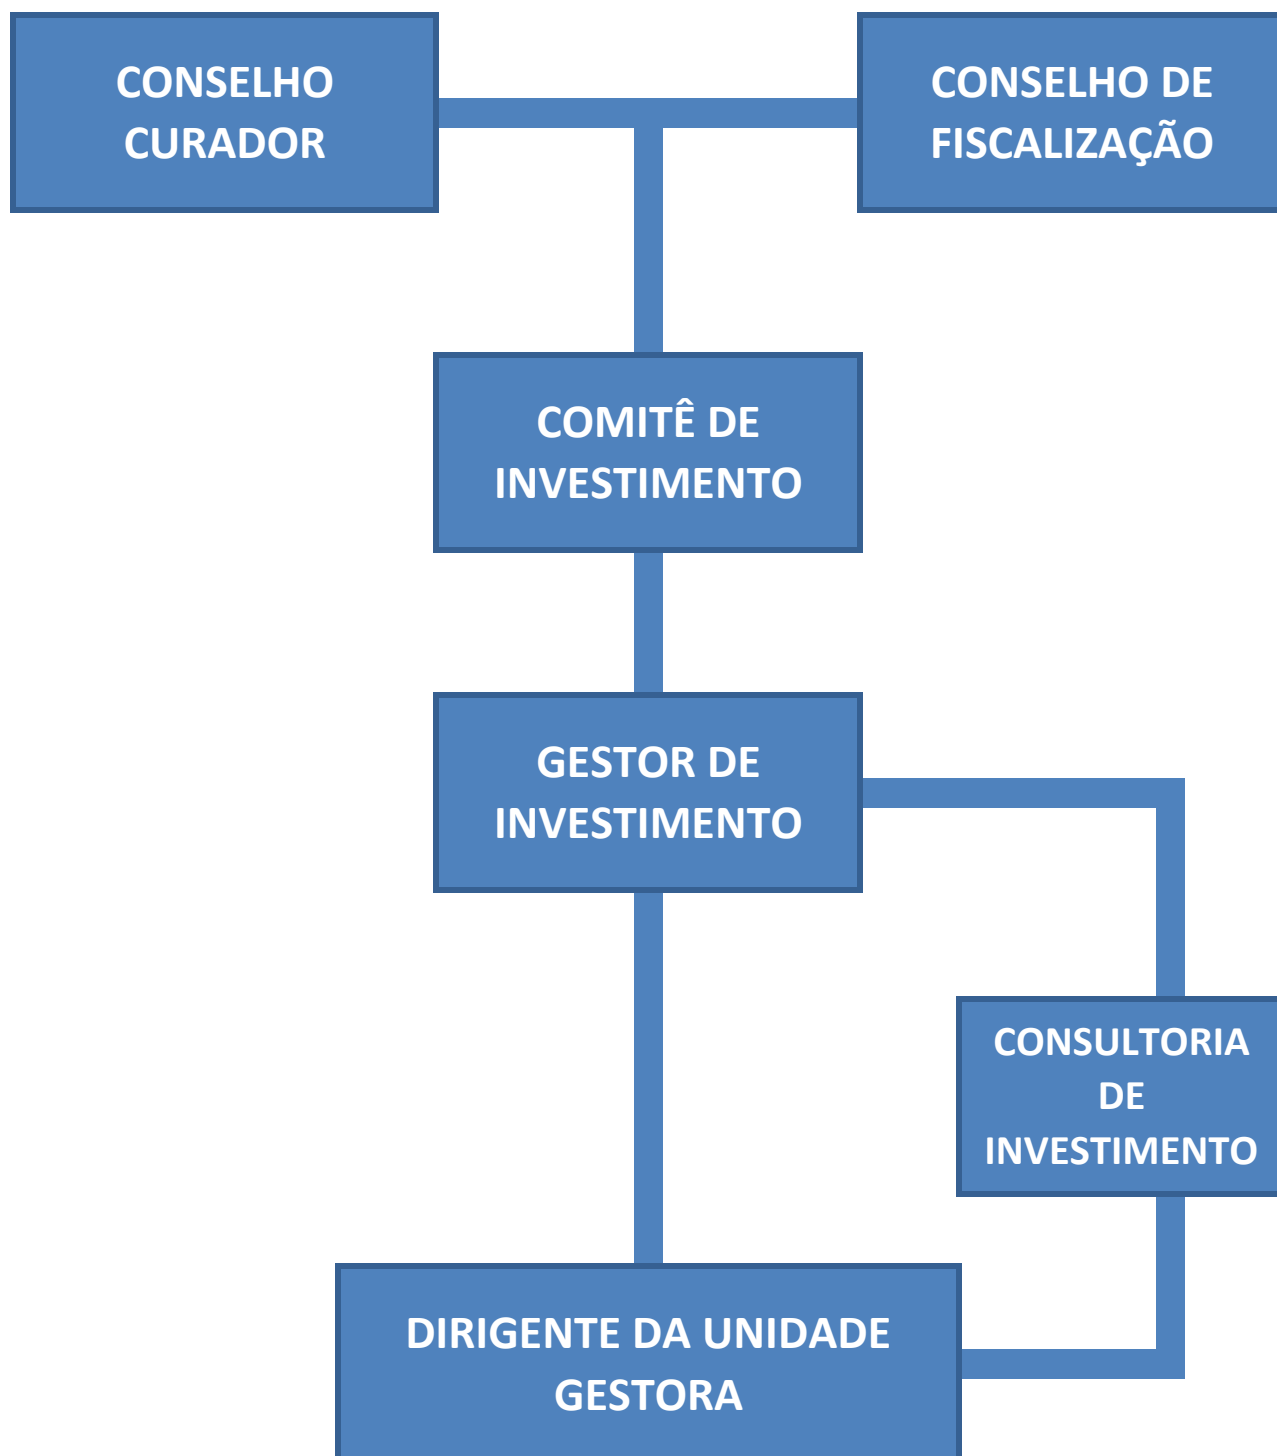 CONSELHO
CURADOR
CONSELHO DE
FISCALIZAÇÃO
COMITÊ DE
INVESTIMENTO
GESTOR DE
INVESTIMENTO
CONSULTORIA
DE
INVESTIMENTO
DIRIGENTE DA UNIDADE
GESTORA